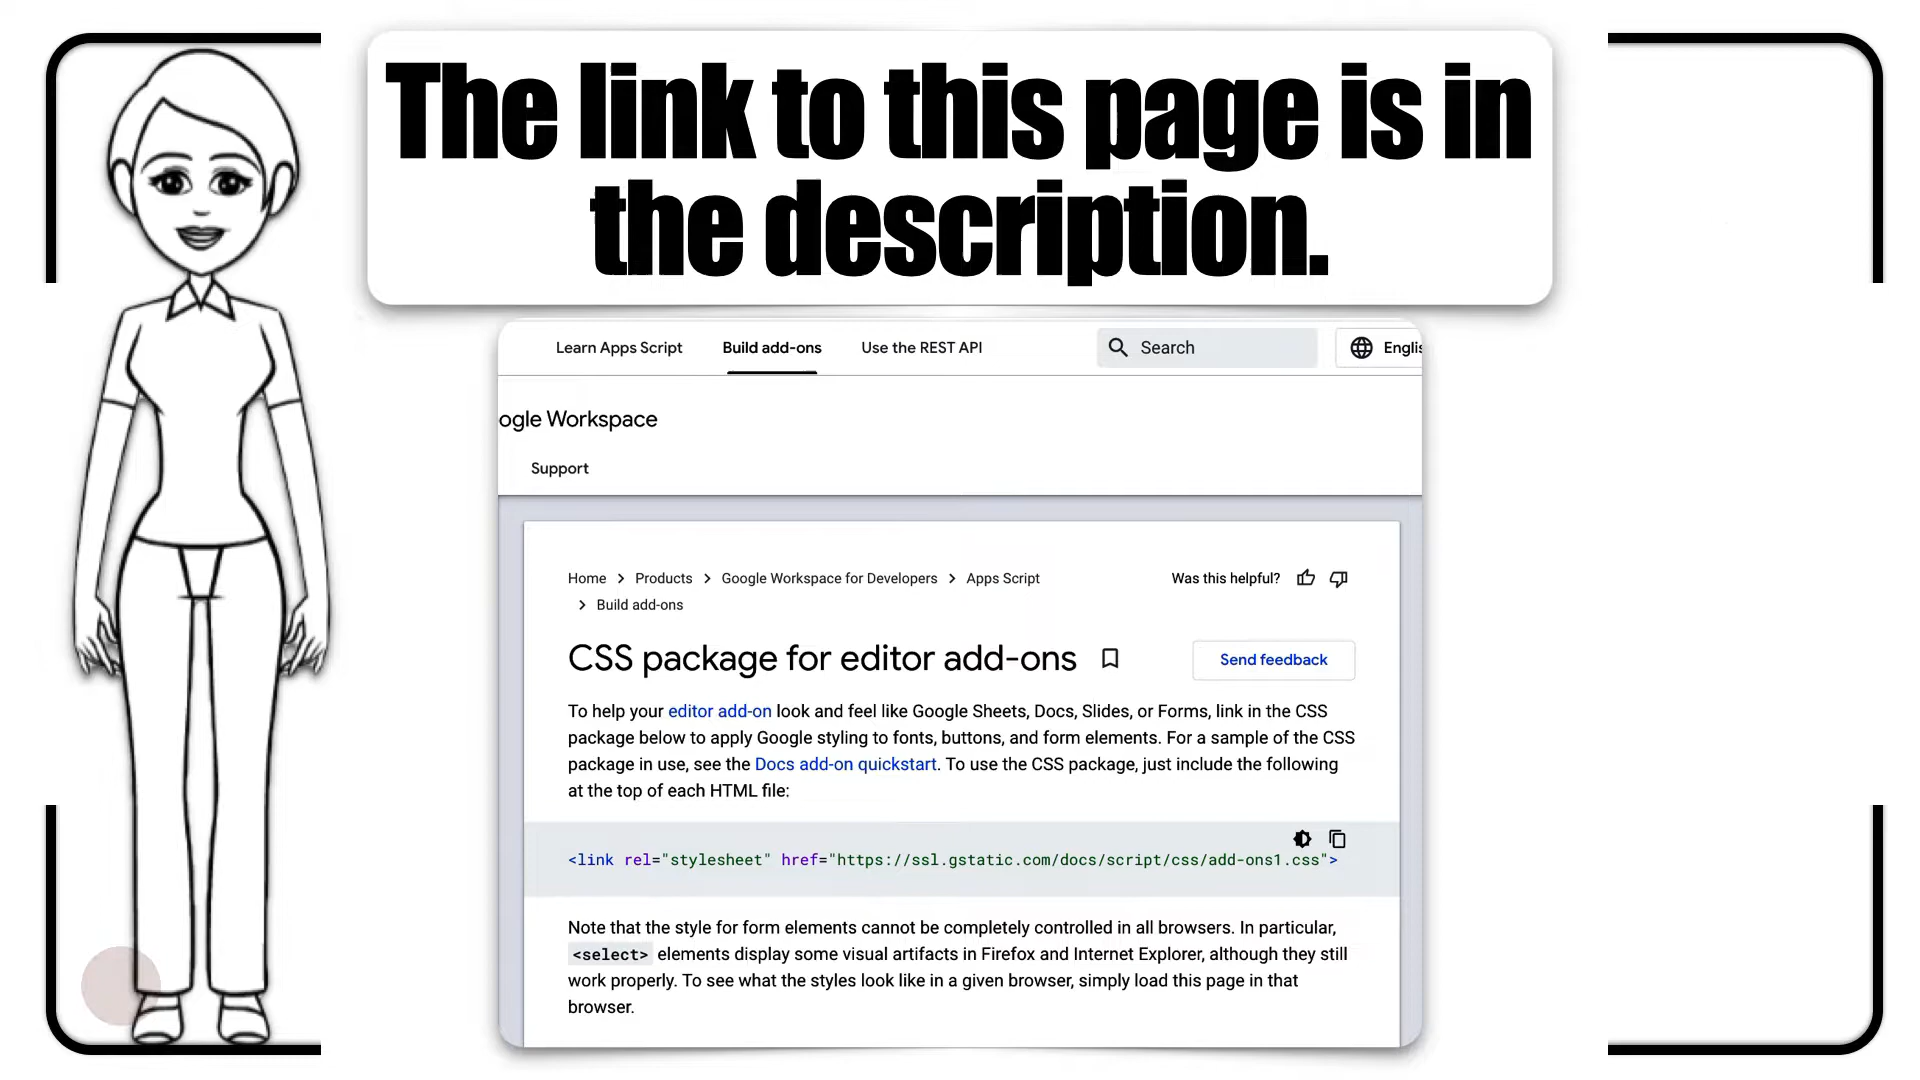 The link to this page is in
the description.
Learn Apps Script Build add-ons Use the REST API Search Englis
ogle Workspace
Support
Home > Products > Google Workspace for Developers > Apps Script Was this helpful?
> Build add-ons
CSS package for editor add-ons Send feedback
To help your editor add-on look and feel like Google Sheets, Docs, Slides, or Forms, link in the CSS
package below to apply Google styling to fonts, buttons, and form elements. For a sample of the CSS
package in use, see the Docs add-on quickstart. To use the CSS package, just include the following
at the top of each HTML file:
<link rel="stylesheet" href="https://ssl.gstatic.com/docs/script/css/add-ons1.css">
Note that the style for form elements cannot be completely controlled in all browsers. In particular,
<select> elements display some visual artifacts in Firefox and Internet Explorer, although they still
work properly. To see what the styles look like in a given browser, simply load this page in that
browser.